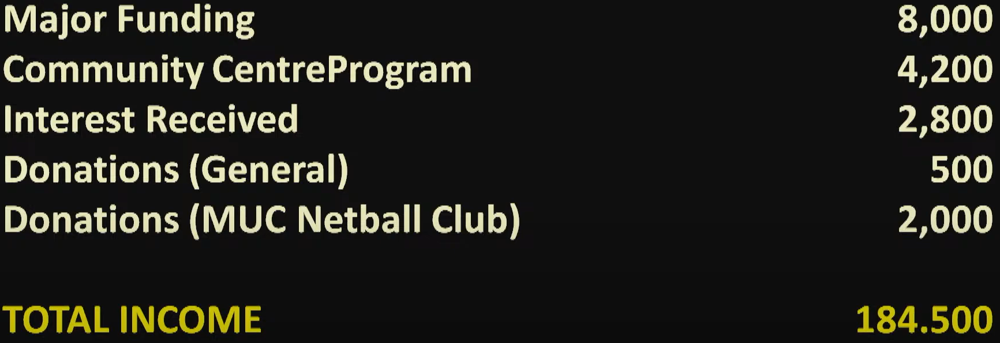 Major Funding 8,000
Community CentreProgram 4,200
Interest Received 2,800
Donations (General) 500
Donations (MUC Netball Club) 2,000
TOTAL INCOME 184.500